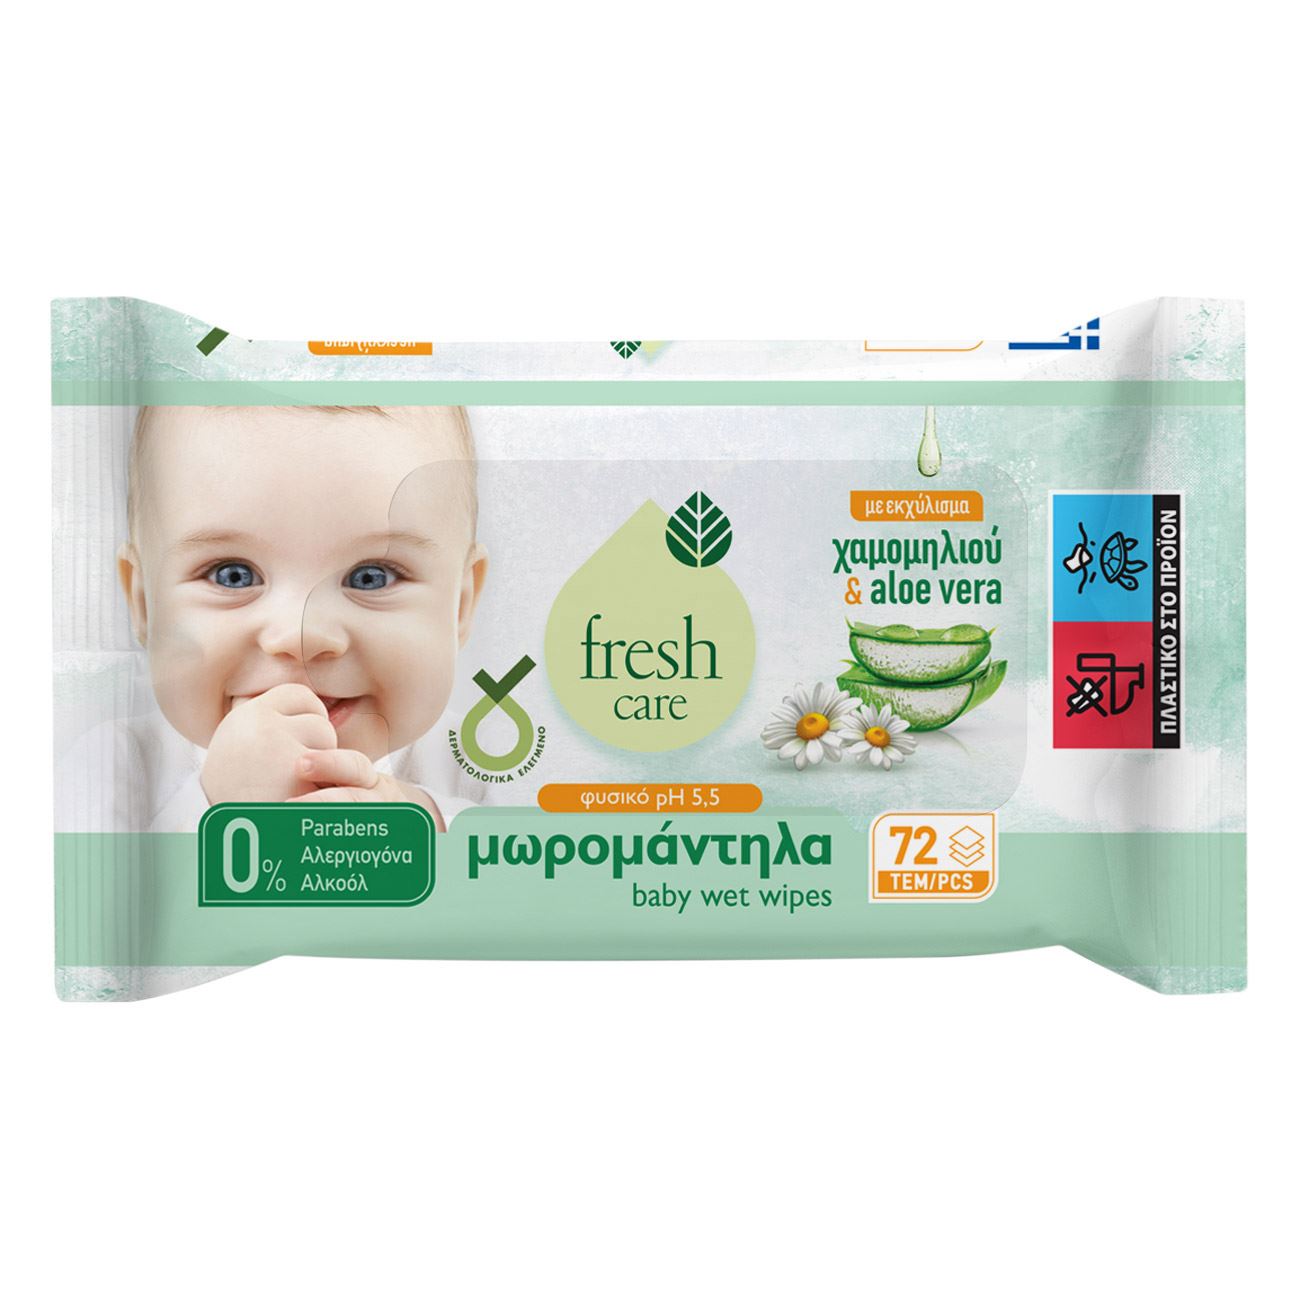 με εκχύλισμα
χαμομηλιού
& aloe vera
fresh
care
ΔΕΡΜΑΤΟΛΟΓΙΚΑ ΕΛΕΓΜΕΝΟ
ΠΛΑΣΤΙΚΟ ΣΤΟ ΠΡΟΪΟΝ
φυσικό pH 5,5
μωρομάντηλα
baby wet wipes
0%
Parabens
Αλεργιογόνα
Αλκοόλ
72
ΤΕΜ/PCS